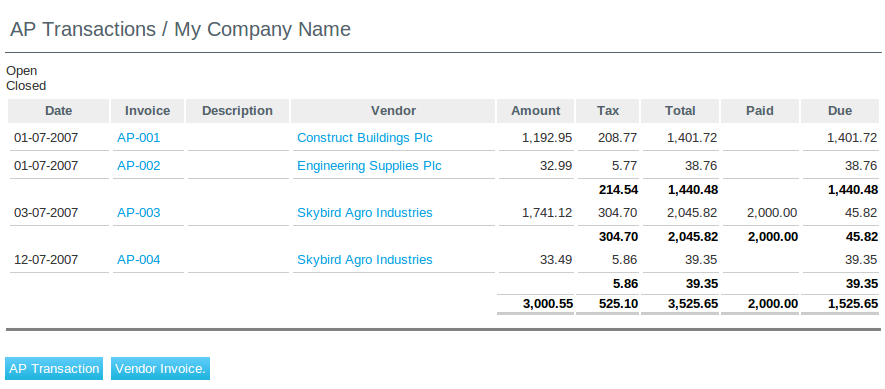 AP Transactions / My Company Name
Open
Closed
Date Invoice Description Vendor Amount Tax Total Paid Due
01-07-2007 AP-001 Construct Buildings Plc 1,192.95 208.77 1,401.72 1,401.72
01-07-2007 AP-002 Engineering Supplies Plc 32.99 5.77 38.76 38.76
214.54 1,440.48 1,440.48
03-07-2007 AP-003 Skybird Agro Industries 1,741.12 304.70 2,045.82 2,000.00 45.82
304.70 2,045.82 2,000.00 45.82
12-07-2007 AP-004 Skybird Agro Industries 33.49 5.86 39.35 39.35
5.86 39.35 39.35
3,000.55 525.10 3,525.65 2,000.00 1,525.65
AP Transaction Vendor Invoice.